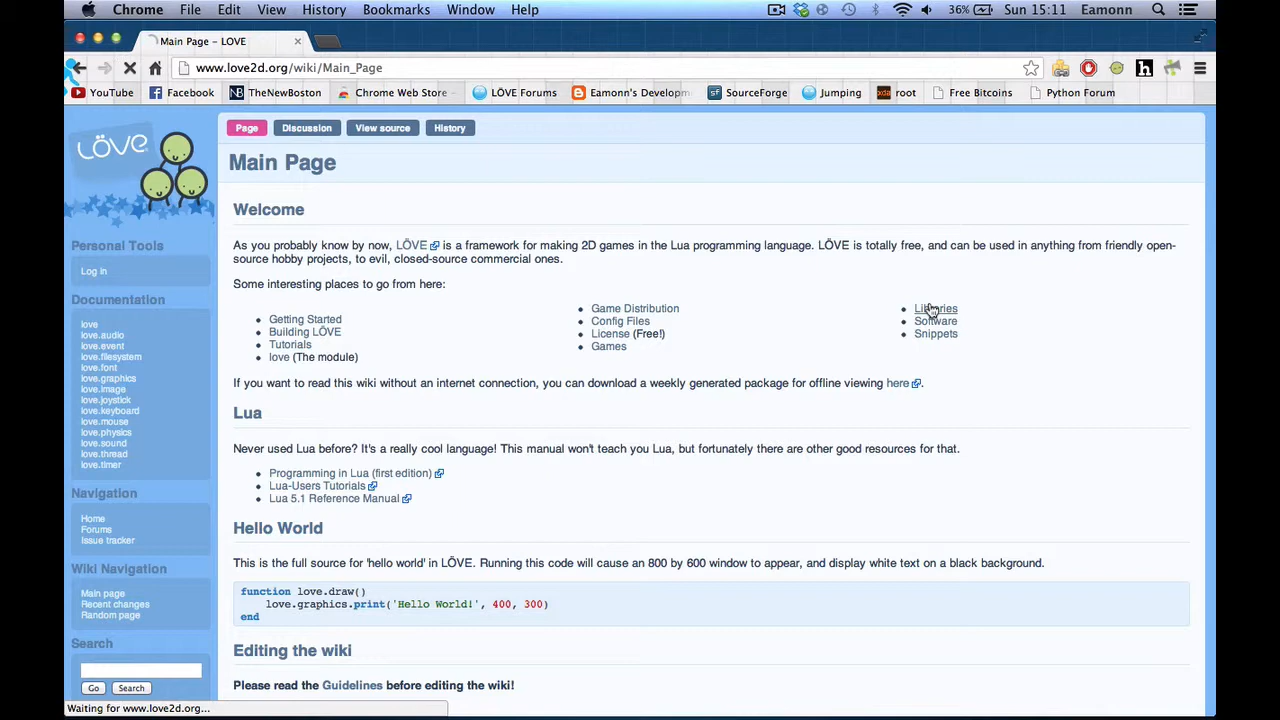 Chrome File Edit View History Bookmarks Window Help 36% Sun 15:11 Eamonn
Main Page - LOVE
www.love2d.org/wiki/Main_Page
YouTube Facebook TheNewBoston Chrome Web Store LÖVE Forums Eamonn's Developm SourceForge Jumping root Free Bitcoins Python Forum
LÖVE
Personal Tools
Log in
Documentation
love
love.audio
love.event
love.filesystem
love.font
love.graphics
love.image
love.joystick
love.keyboard
love.mouse
love.physics
love.sound
love.thread
love.timer
Navigation
Home
Forums
Issue tracker
Wiki Navigation
Main page
Recent changes
Random page
Search
Go Search
Page Discussion View source History
Main Page
Welcome
As you probably know by now, LÖVE is a framework for making 2D games in the Lua programming language. LÖVE is totally free, and can be used in anything from friendly open-
source hobby projects, to evil, closed-source commercial ones.
Some interesting places to go from here:
Getting Started
Building LÖVE
Tutorials
love (The module)
Game Distribution
Config Files
License (Free!)
Games
Libraries
Software
Snippets
If you want to read this wiki without an internet connection, you can download a weekly generated package for offline viewing here.
Lua
Never used Lua before? It's a really cool language! This manual won't teach you Lua, but fortunately there are other good resources for that.
Programming in Lua (first edition)
Lua-Users Tutorials
Lua 5.1 Reference Manual
Hello World
This is the full source for 'hello world' in LÖVE. Running this code will cause an 800 by 600 window to appear, and display white text on a black background.
function love.draw()
love.graphics.print('Hello World!', 400, 300)
end
Editing the wiki
Please read the Guidelines before editing the wiki!
Waiting for www.love2d.org...